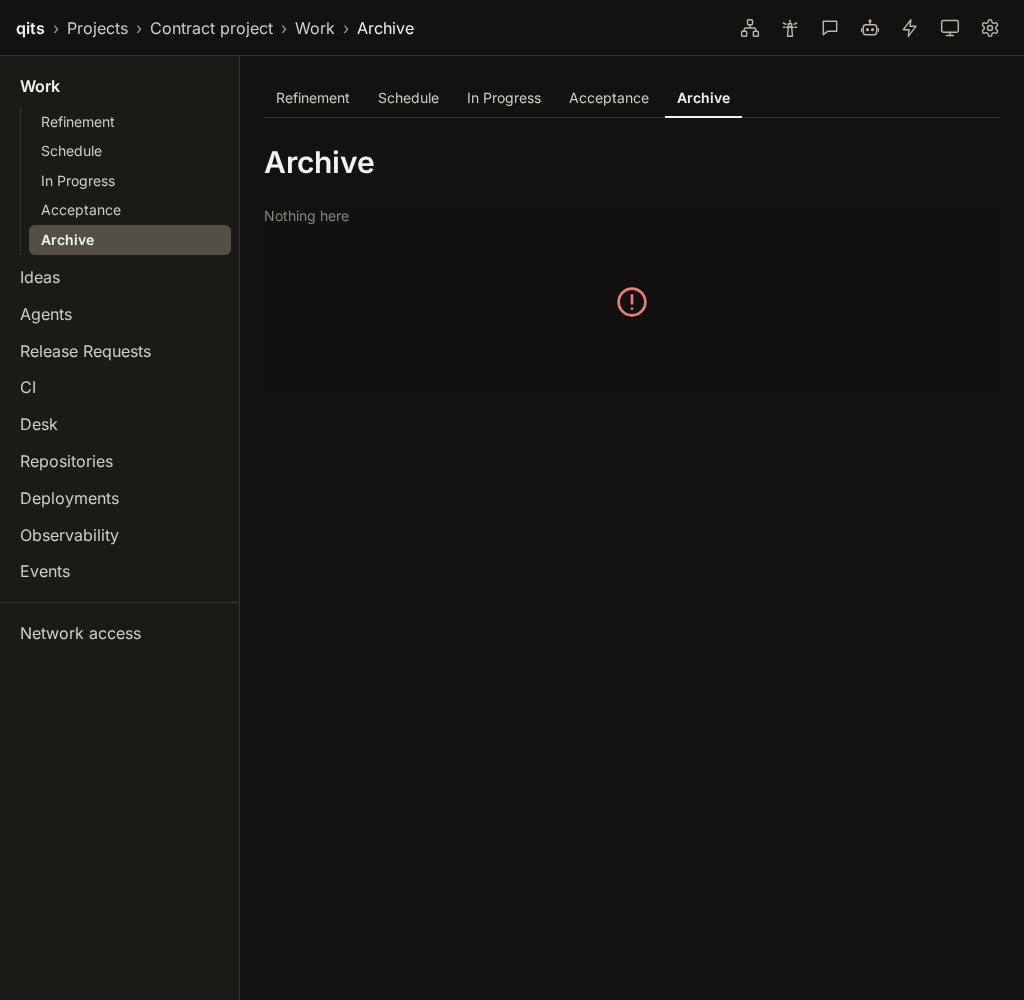 qits › Projects › Contract project › Work › Archive
Work
Refinement
Schedule
In Progress
Acceptance
Archive
Ideas
Agents
Release Requests
CI
Desk
Repositories
Deployments
Observability
Events
Network access
Refinement Schedule In Progress Acceptance Archive
Archive
Nothing here